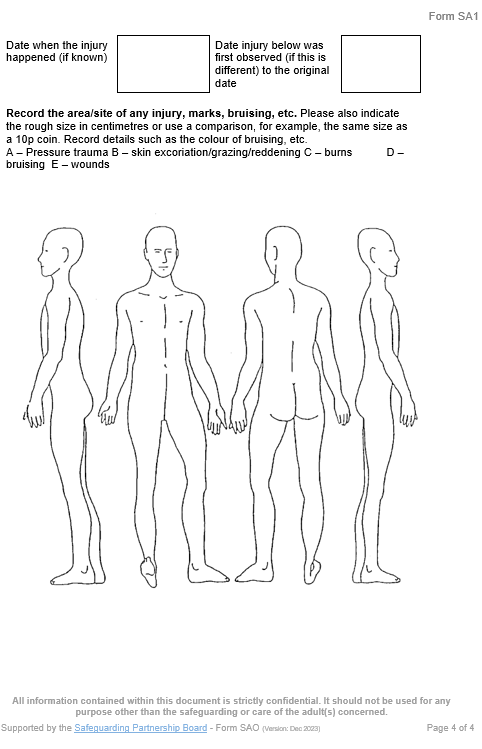 Form SA1
Date when the injury
happened (if known)
Date injury below was
first observed (if this is
different) to the original
date
Record the area/site of any injury, marks, bruising, etc. Please also indicate
the rough size in centimetres or use a comparison, for example, the same size as
a 10p coin. Record details such as the colour of bruising, etc.
A – Pressure trauma B – skin excoriation/grazing/reddening C – burns D –
bruising E – wounds
All information contained within this document is strictly confidential. It should not be used for any
purpose other than the safeguarding or care of the adult(s) concerned.
Supported by the Safeguarding Partnership Board - Form SAO (Version: Dec 2023) Page 4 of 4